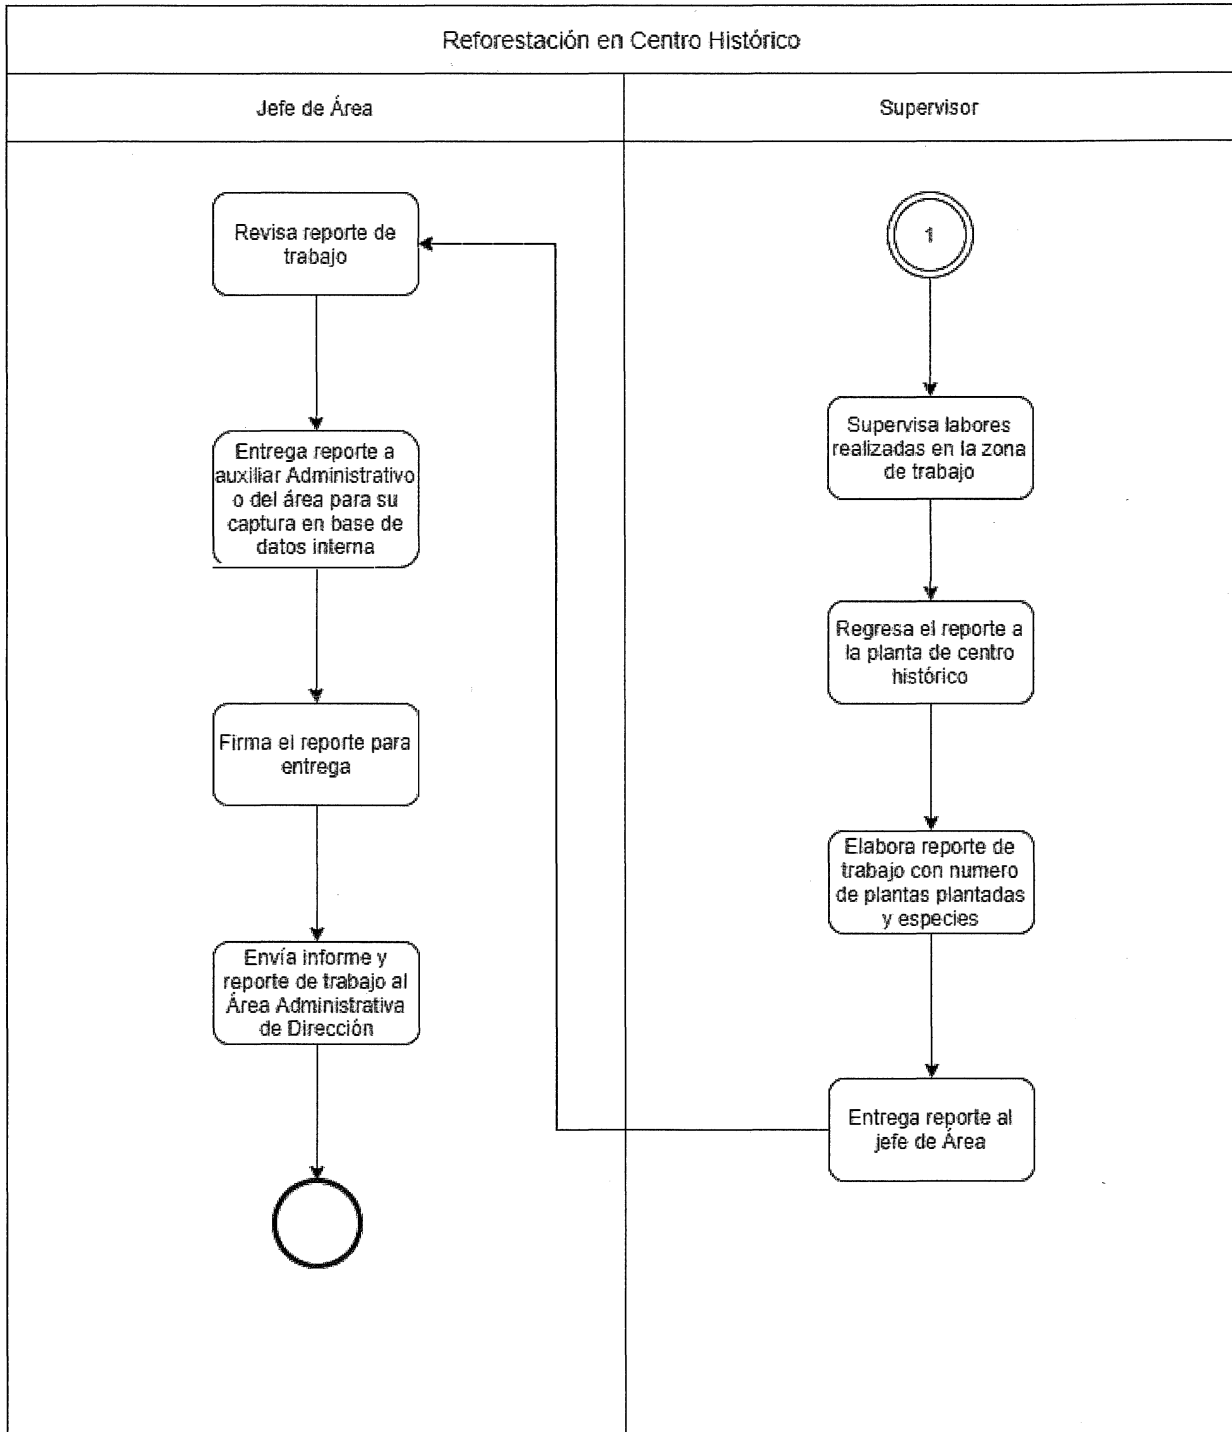 Reforestación en Centro Histórico
Jefe de Área
Supervisor
Revisa reporte de
trabajo
Entrega reporte a
auxiliar Administrativo
o del área para su
captura en base de
datos interna
Firma el reporte para
entrega
Envía informe y
reporte de trabajo al
Área Administrativa
de Dirección
1
Supervisa labores
realizadas en la zona
de trabajo
Regresa el reporte a
la planta de centro
histórico
Elabora reporte de
trabajo con numero
de plantas plantadas
y especies
Entrega reporte al
jefe de Área